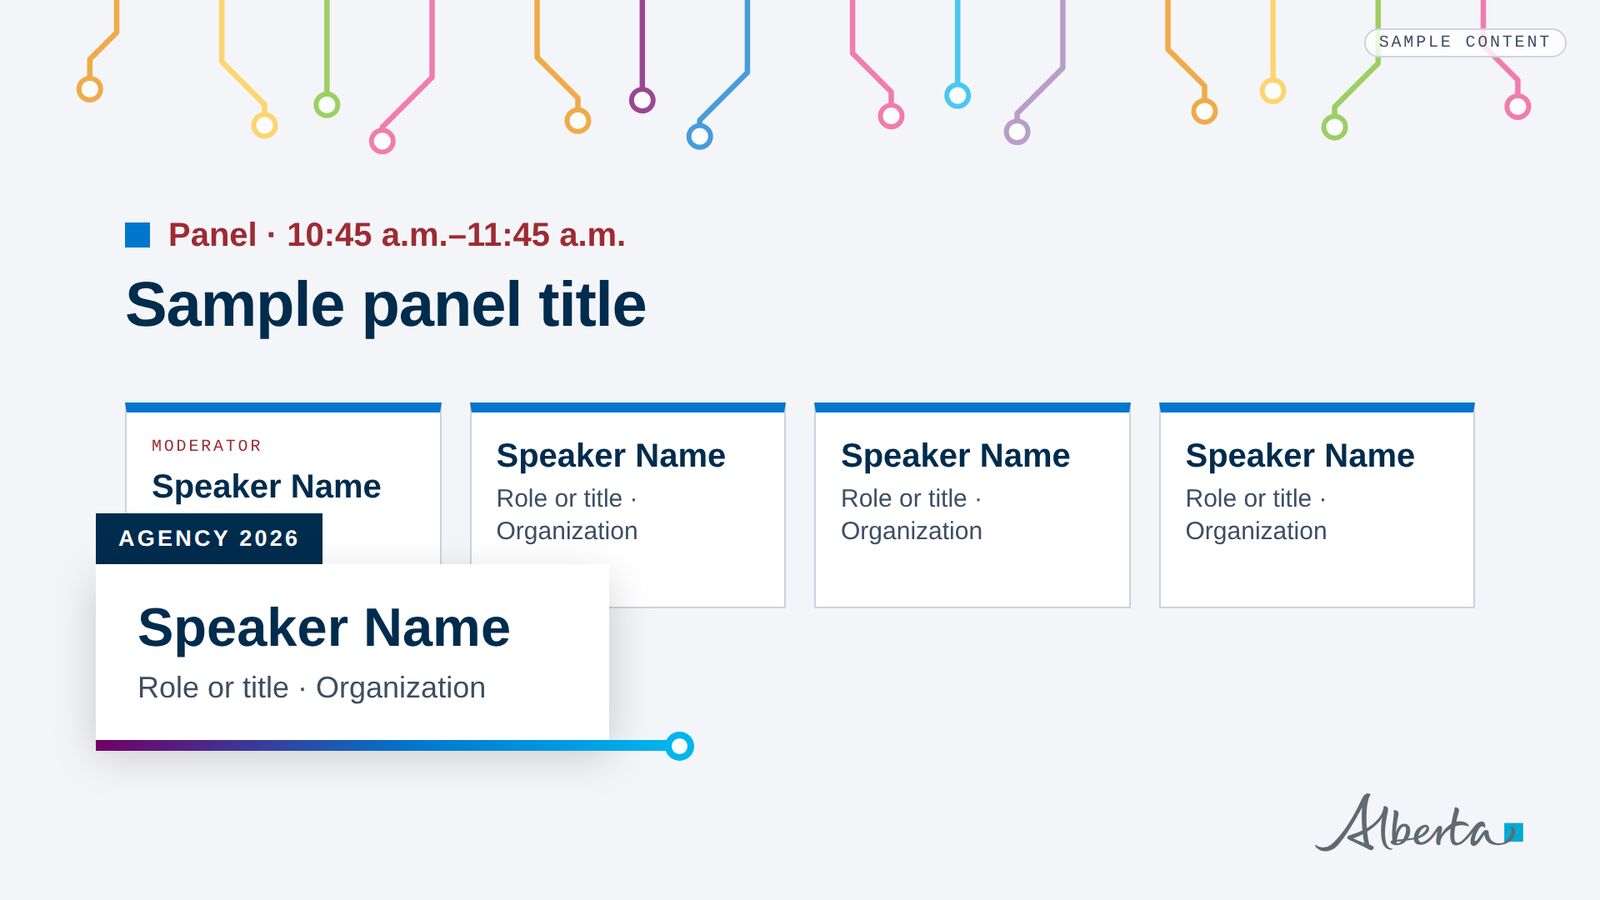 SAMPLE CONTENT
Panel · 10:45 a.m.–11:45 a.m.
Sample panel title
MODERATOR
Speaker Name
Speaker Name
Role or title ·
Organization
Speaker Name
Role or title ·
Organization
Speaker Name
Role or title ·
Organization
AGENCY 2026
Speaker Name
Role or title · Organization
Alberta